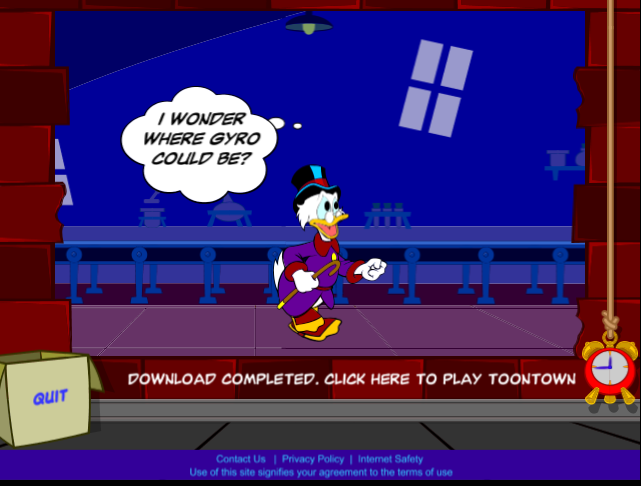 I WONDER
WHERE GYRO
COULD BE?
QUIT
DOWNLOAD COMPLETED. CLICK HERE TO PLAY TOONTOWN
Contact Us | Privacy Policy | Internet Safety
Use of this site signifies your agreement to the terms of use